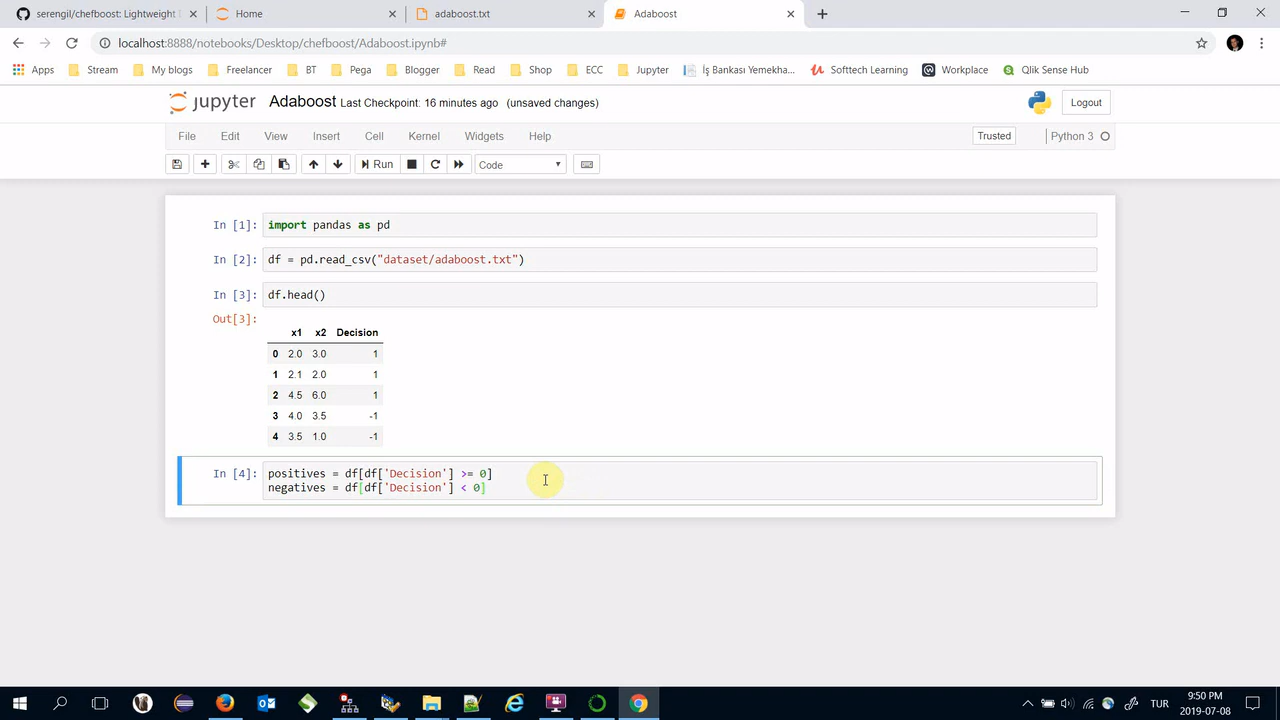 serengil/chefboost: Lightweight
Home
adaboost.txt
Adaboost
localhost:8888/notebooks/Desktop/chefboost/Adaboost.ipynb#
Apps Stream My blogs Freelancer BT Pega Blogger Read Shop ECC Jupyter İş Bankası Yemekha... Softtech Learning Workplace Qlik Sense Hub
jupyter Adaboost Last Checkpoint: 16 minutes ago (unsaved changes) Logout
File Edit View Insert Cell Kernel Widgets Help Trusted Python 3
Run Code
In [1]: import pandas as pd
In [2]: df = pd.read_csv("dataset/adaboost.txt")
In [3]: df.head()
Out[3]:
x1 x2 Decision
0 2.0 3.0 1
1 2.1 2.0 1
2 4.5 6.0 1
3 4.0 3.5 -1
4 3.5 1.0 -1
In [4]: positives = df[df['Decision'] >= 0]
negatives = df[df['Decision'] < 0]
TUR
9:50 PM
2019-07-08